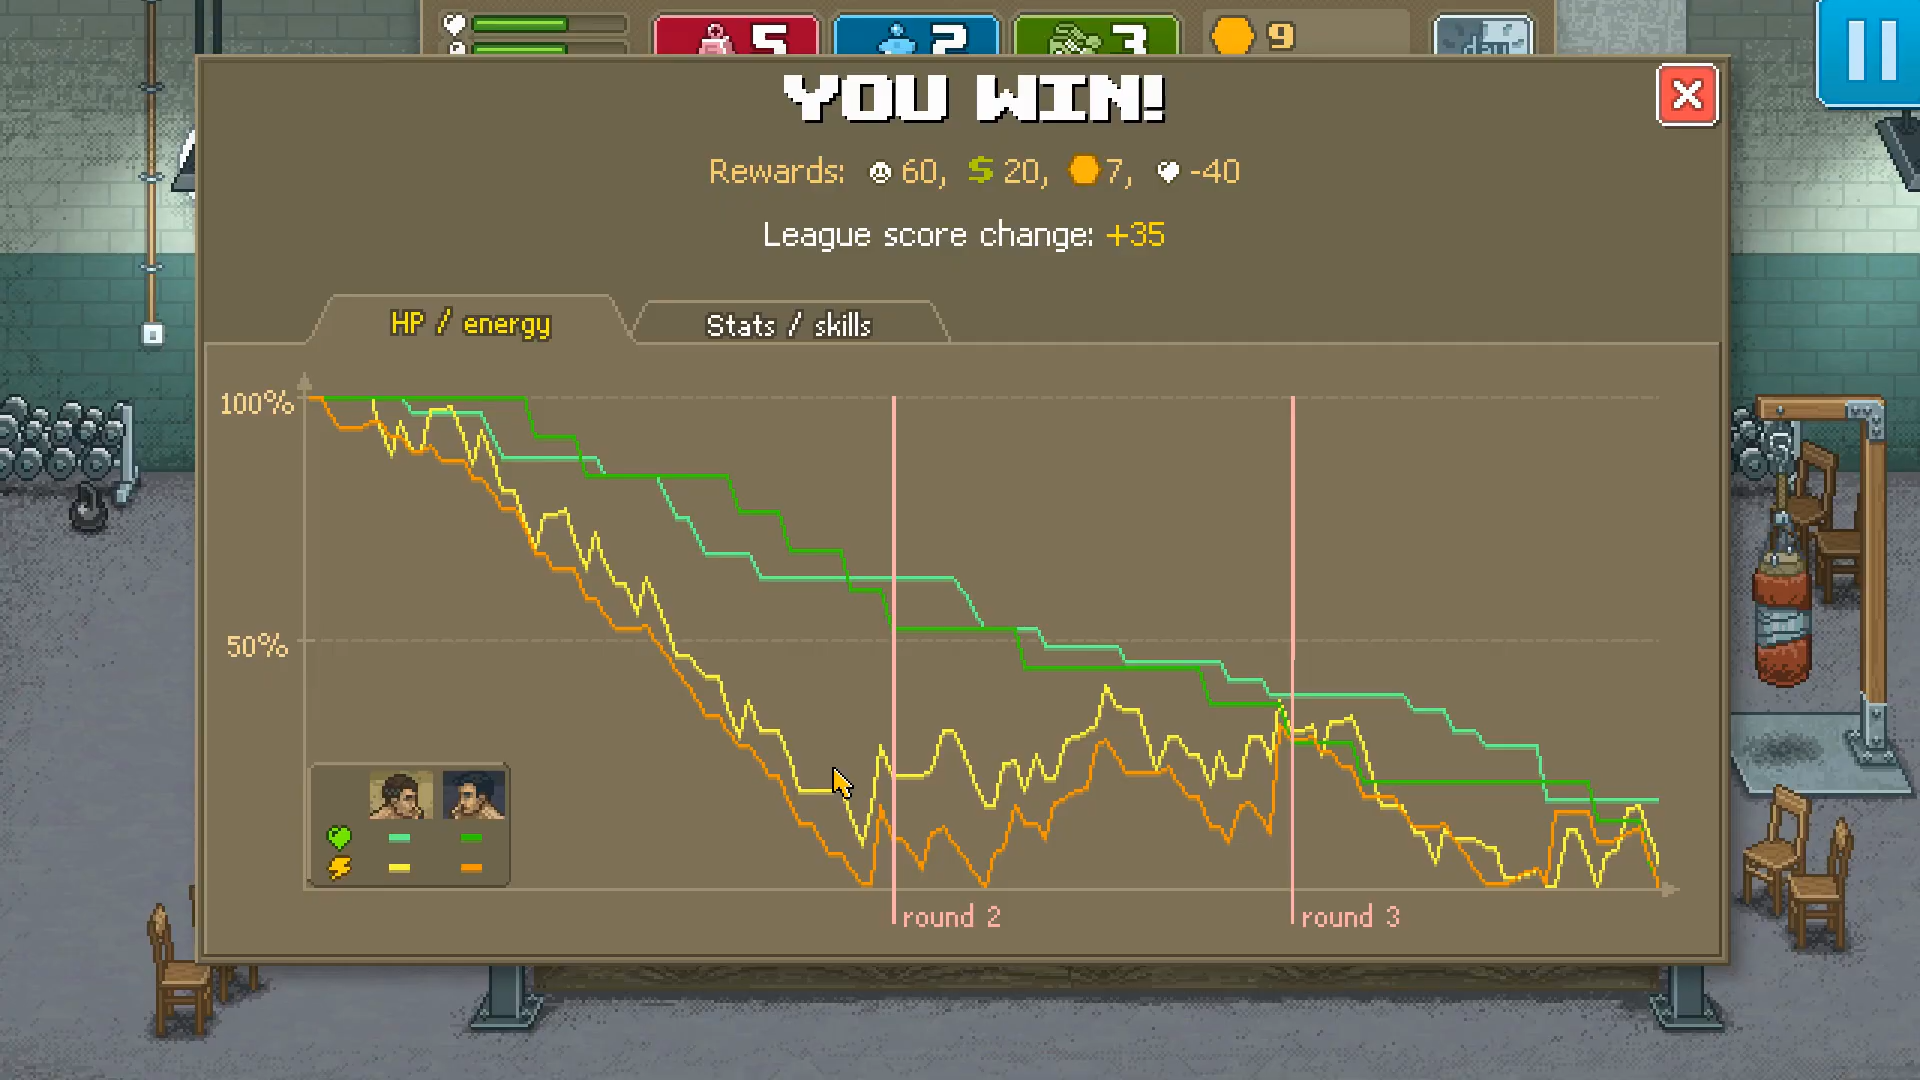 5 2 3 9
YOU WIN!
Rewards: 60, $ 20, 7, -40
League score change: +35
HP / energy
Stats / skills
100%
50%
round 2
round 3